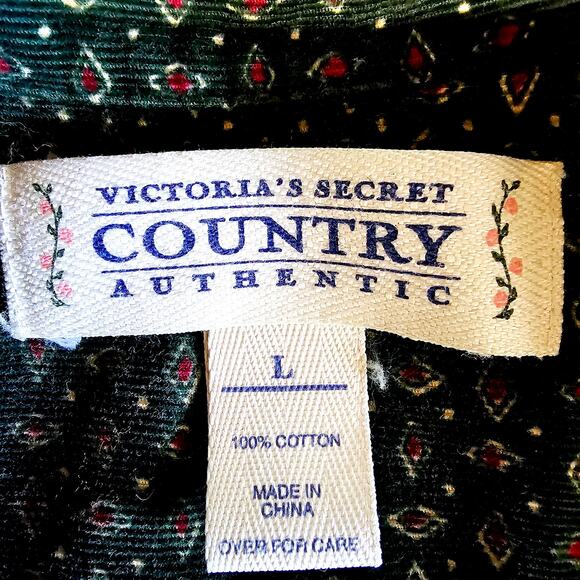 VICTORIA'S SECRET
COUNTRY
AUTHENTIC
L
100% COTTON
MADE IN
CHINA
OVER FOR CARE